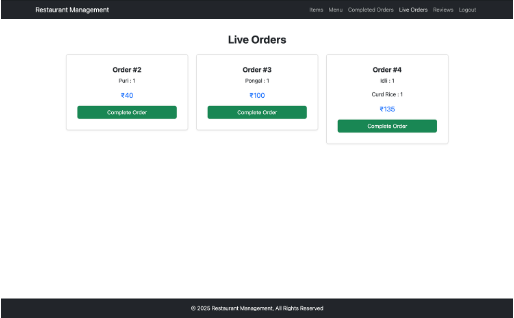 Restaurant Management
Items Menu Completed Orders Live Orders Reviews Logout
Live Orders
Order #2
Puri : 1
₹40
Complete Order
Order #3
Pongal : 1
₹100
Complete Order
Order #4
Idli : 1
Curd Rice : 1
₹135
Complete Order
© 2025 Restaurant Management, All Rights Reserved